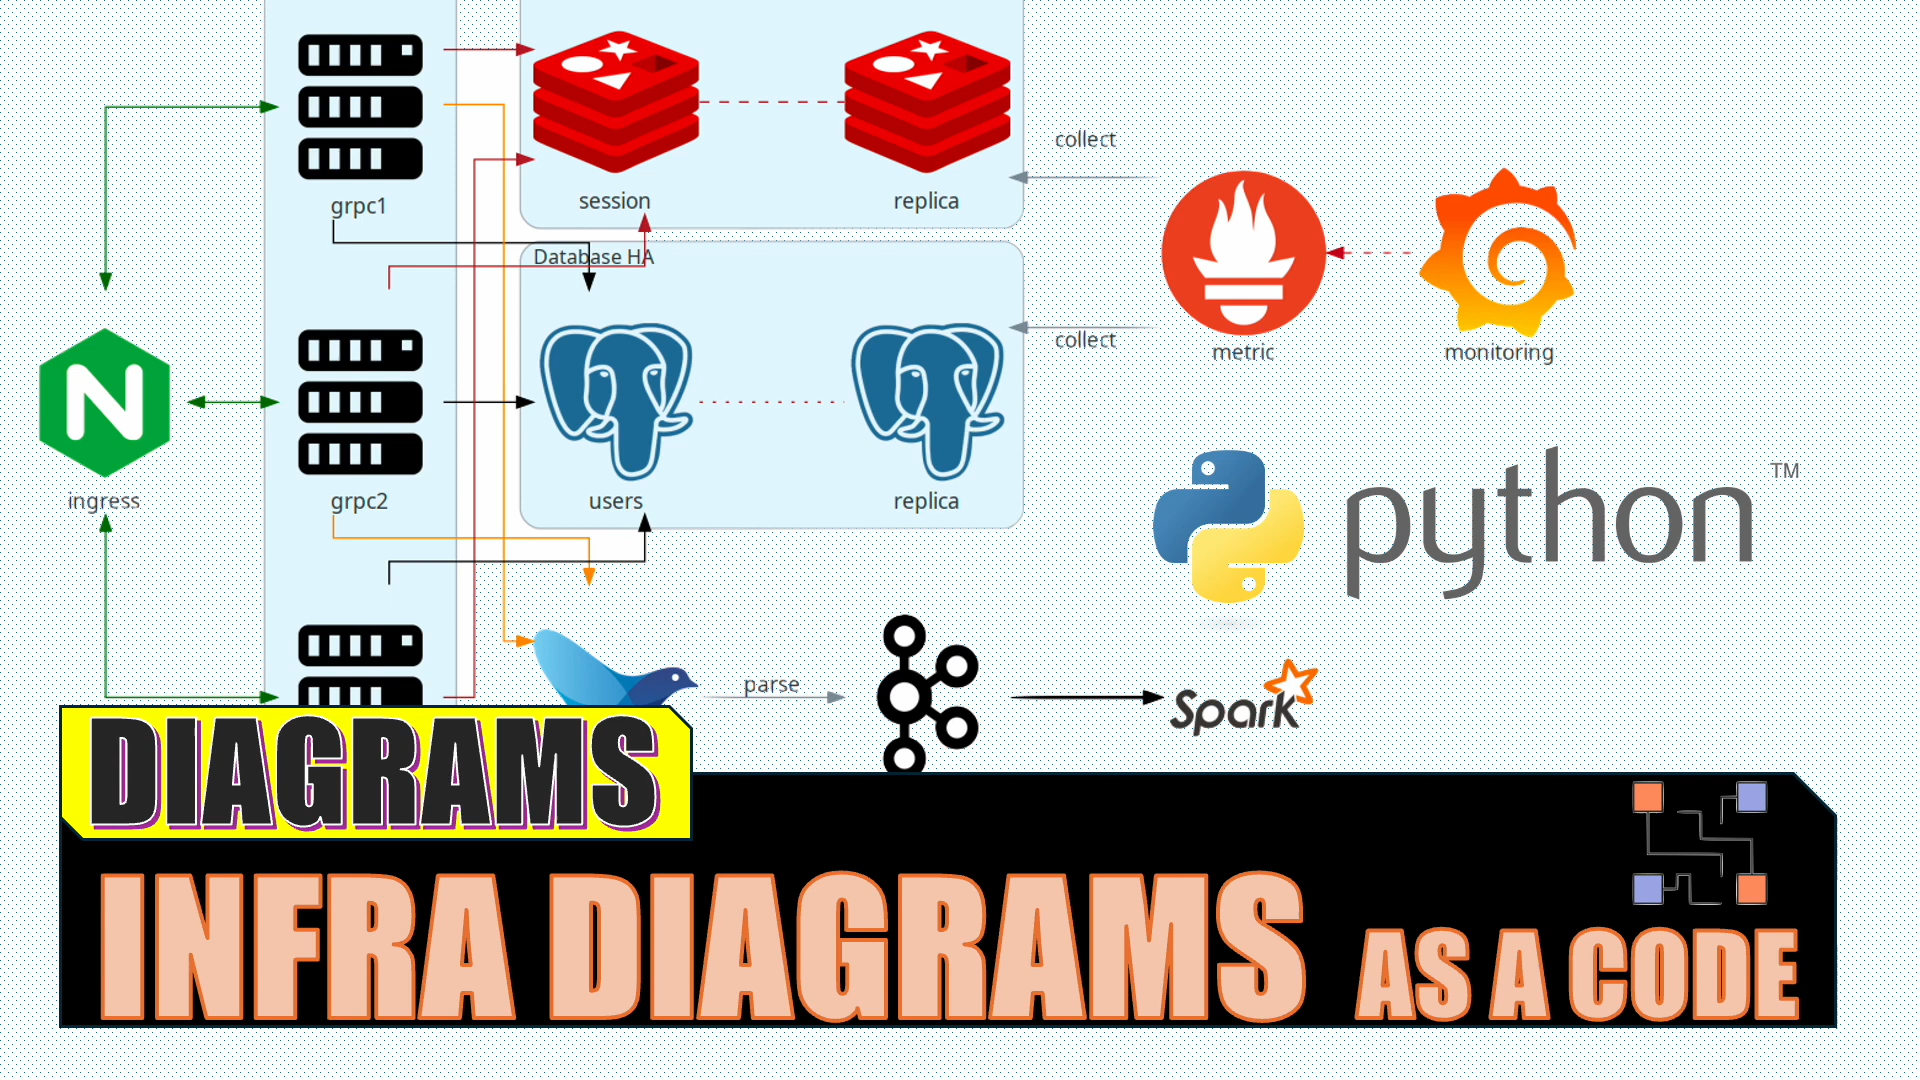 grpc1
session
replica
collect
Database HA
collect
metric
monitoring
ingress
grpc2
users
replica
python
TM
parse
Spark
DIAGRAMS
INFRA DIAGRAMS AS A CODE